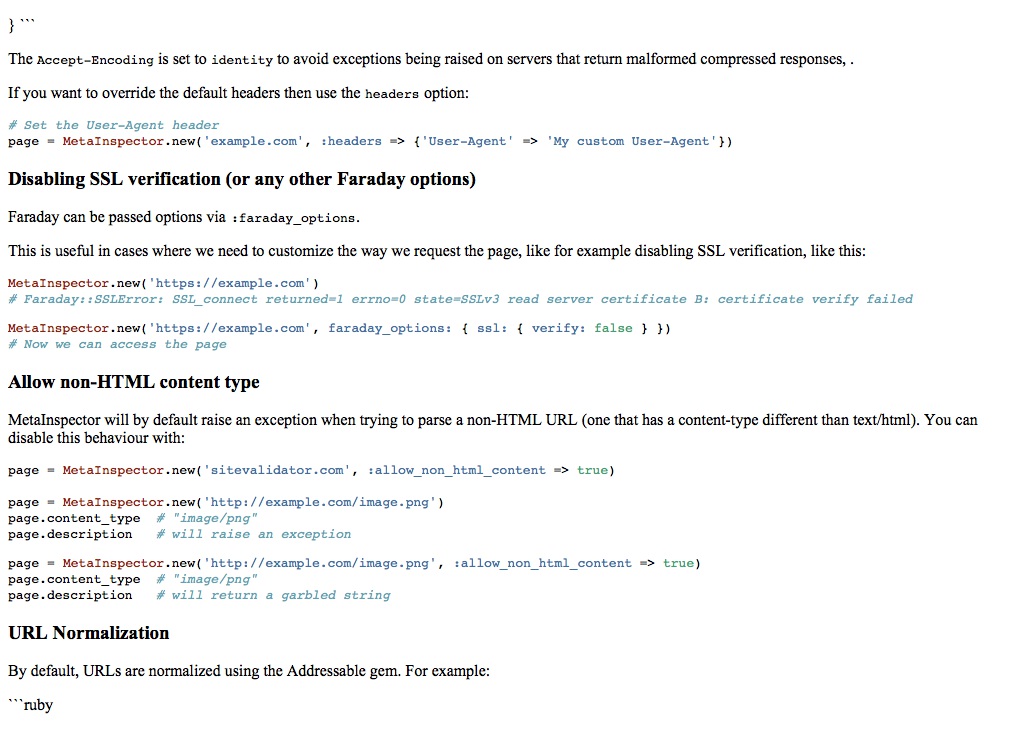 } ```
The Accept-Encoding is set to identity to avoid exceptions being raised on servers that return malformed compressed responses, .
If you want to override the default headers then use the headers option:
# Set the User-Agent header
page = MetaInspector.new('example.com', :headers => {'User-Agent' => 'My custom User-Agent'})
Disabling SSL verification (or any other Faraday options)
Faraday can be passed options via :faraday_options.
This is useful in cases where we need to customize the way we request the page, like for example disabling SSL verification, like this:
MetaInspector.new('https://example.com')
# Faraday::SSLError: SSL_connect returned=1 errno=0 state=SSLv3 read server certificate B: certificate verify failed
MetaInspector.new('https://example.com', faraday_options: { ssl: { verify: false } })
# Now we can access the page
Allow non-HTML content type
MetaInspector will by default raise an exception when trying to parse a non-HTML URL (one that has a content-type different than text/html). You can
disable this behaviour with:
page = MetaInspector.new('sitevalidator.com', :allow_non_html_content => true)
page = MetaInspector.new('http://example.com/image.png')
page.content_type  # "image/png"
page.description   # will raise an exception
page = MetaInspector.new('http://example.com/image.png', :allow_non_html_content => true)
page.content_type  # "image/png"
page.description   # will return a garbled string
URL Normalization
By default, URLs are normalized using the Addressable gem. For example:
```ruby